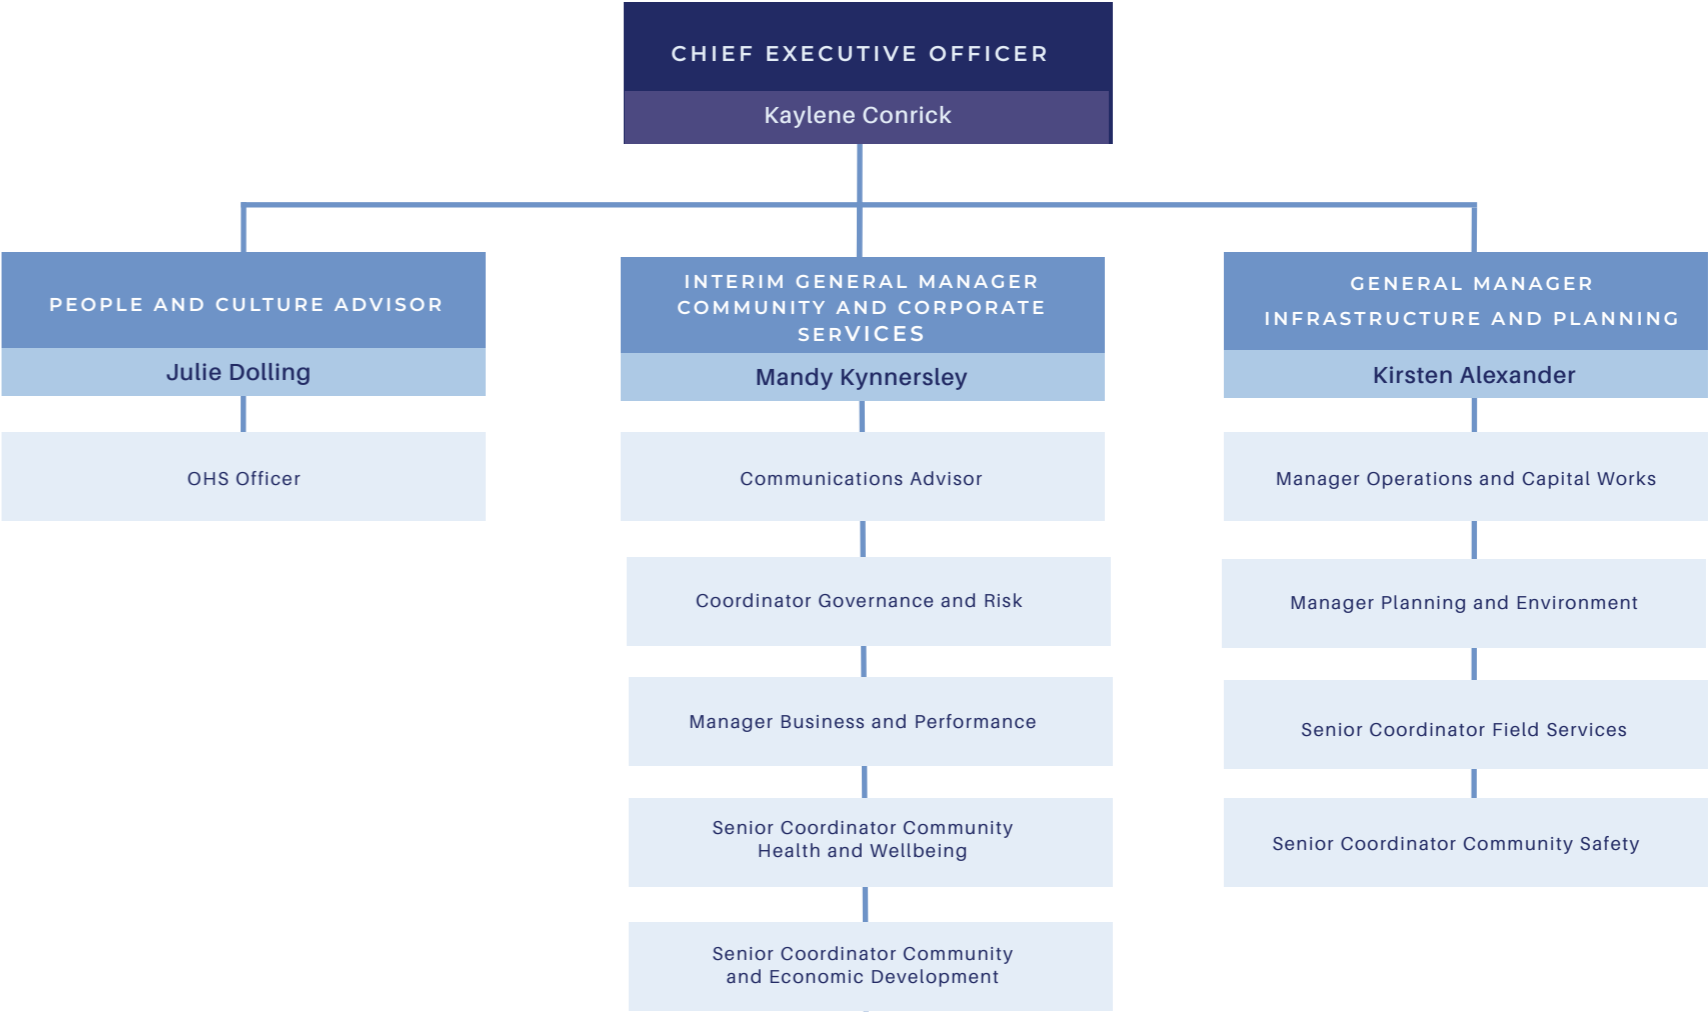 CHIEF EXECUTIVE OFFICER
Kaylene Conrick
PEOPLE AND CULTURE ADVISOR
Julie Dolling
OHS Officer
INTERIM GENERAL MANAGER
COMMUNITY AND CORPORATE
SERVICES
Mandy Kynnersley
Communications Advisor
Coordinator Governance and Risk
Manager Business and Performance
Senior Coordinator Community
Health and Wellbeing
Senior Coordinator Community
and Economic Development
GENERAL MANAGER
INFRASTRUCTURE AND PLANNING
Kirsten Alexander
Manager Operations and Capital Works
Manager Planning and Environment
Senior Coordinator Field Services
Senior Coordinator Community Safety